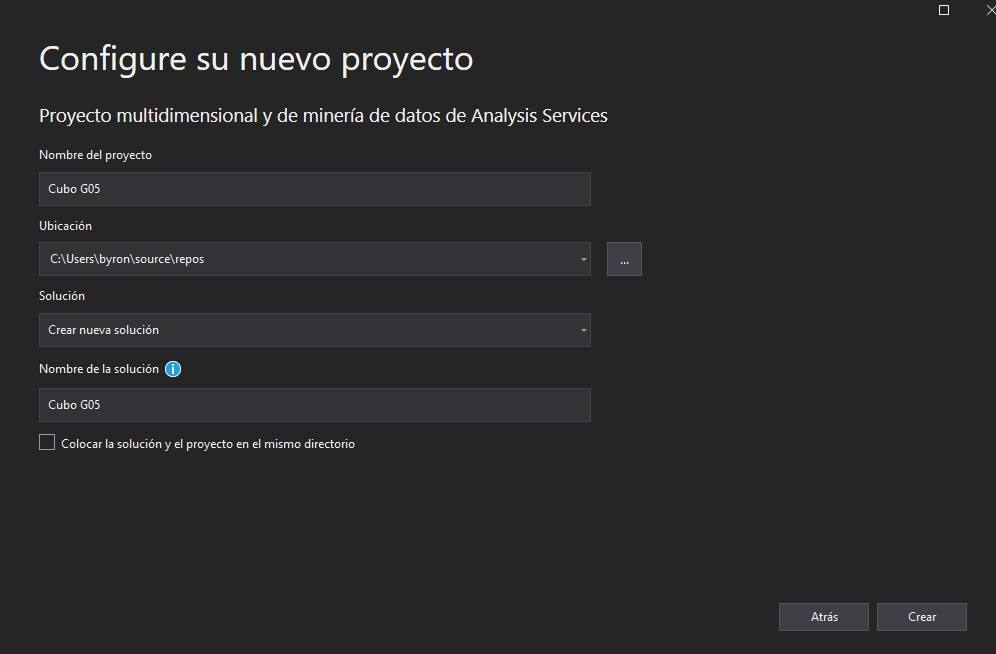 Configure su nuevo proyecto
Proyecto multidimensional y de minería de datos de Analysis Services
Nombre del proyecto
Cubo G05
Ubicación
C:\Users\byron\source\repos
...
Solución
Crear nueva solución
Nombre de la solución
Cubo G05
Colocar la solución y el proyecto en el mismo directorio
Atrás
Crear